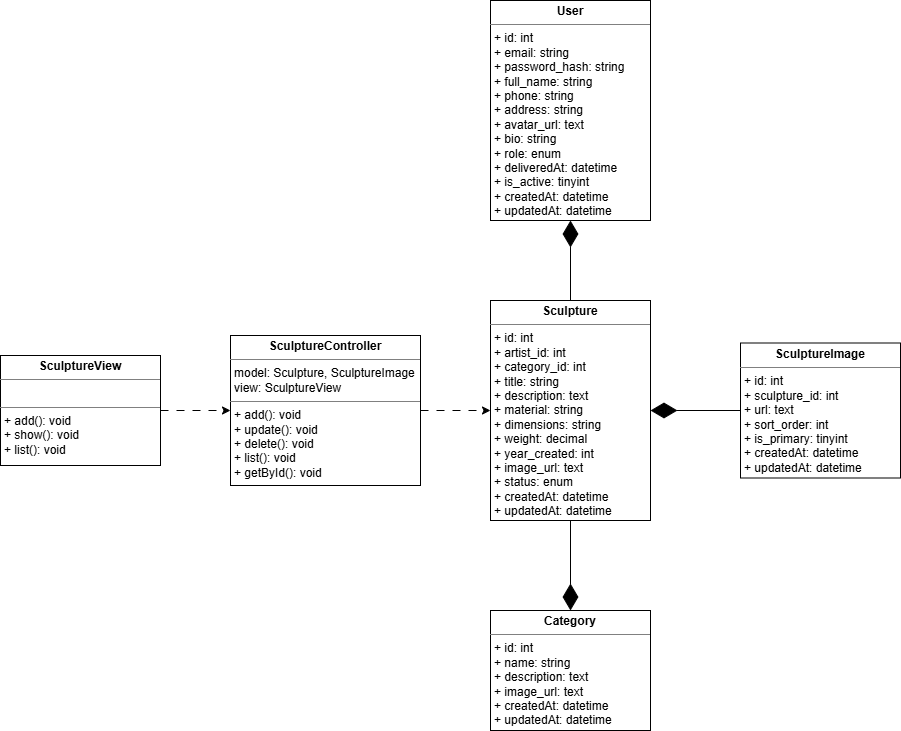 User
+ id: int
+ email: string
+ password_hash: string
+ full_name: string
+ phone: string
+ address: string
+ avatar_url: text
+ bio: string
+ role: enum
+ deliveredAt: datetime
+ is_active: tinyint
+ createdAt: datetime
+ updatedAt: datetime
SculptureView
+ add(): void
+ show(): void
+ list(): void
SculptureController
model: Sculpture, SculptureImage
view: SculptureView
+ add(): void
+ update(): void
+ delete(): void
+ list(): void
+ getById(): void
Sculpture
+ id: int
+ artist_id: int
+ category_id: int
+ title: string
+ description: text
+ material: string
+ dimensions: string
+ weight: decimal
+ year_created: int
+ image_url: text
+ status: enum
+ createdAt: datetime
+ updatedAt: datetime
SculptureImage
+ id: int
+ sculpture_id: int
+ url: text
+ sort_order: int
+ is_primary: tinyint
+ createdAt: datetime
+ updatedAt: datetime
Category
+ id: int
+ name: string
+ description: text
+ image_url: text
+ createdAt: datetime
+ updatedAt: datetime